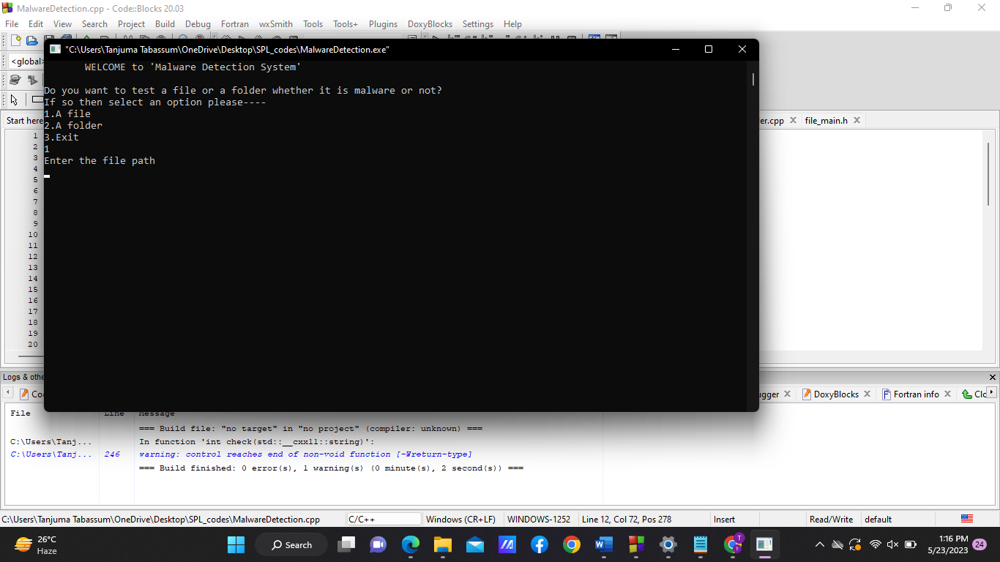 MalwareDetection.cpp - Code::Blocks 20.03
File Edit View Search Project Build Debug Fortran wxSmith Tools Tools+ Plugins DoxyBlocks Settings Help
"C:\Users\Tanjuma Tabassum\OneDrive\Desktop\SPL_codes\MalwareDetection.exe"
<global>
WELCOME to 'Malware Detection System'
Do you want to test a file or a folder whether it is malware or not?
If so then select an option please----
1.A file
2.A folder
3.Exit
1
Enter the file path
Start here
er.cpp
file_main.h
1
2
3
4
5
6
7
8
9
10
11
12
13
14
15
16
17
18
19
20
Logs & othe
Co
ugger
DoxyBlocks
Fortran info
Clc
File Line Message
=== Build file: "no target" in "no project" (compiler: unknown) ===
C:\Users\Tanj... In function 'int check(std::__cxx11::string)':
C:\Users\Tanj... 246 warning: control reaches end of non-void function [-Wreturn-type]
=== Build finished: 0 error(s), 1 warning(s) (0 minute(s), 2 second(s)) ===
C:\Users\Tanjuma Tabassum\OneDrive\Desktop\SPL_codes\MalwareDetection.cpp C/C++ Windows (CR+LF) WINDOWS-1252 Line 12, Col 72, Pos 278 Insert Read/Write default
26°C
Haze
Search
T
1:16 PM
5/23/2023
24